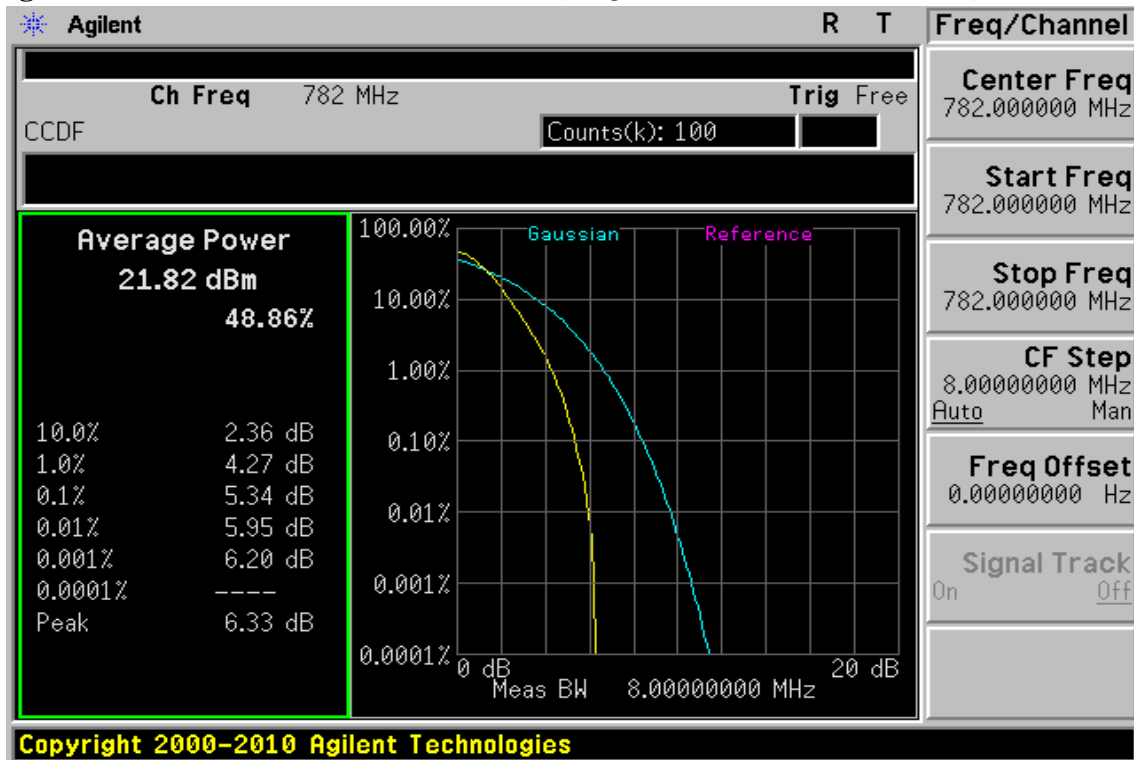 Agilent
R T
Freq/Channel
Ch Freq 782 MHz
Trig Free
CCDF
Counts(k): 100
Average Power
21.82 dBm
48.86%
10.0% 2.36 dB
1.0% 4.27 dB
0.1% 5.34 dB
0.01% 5.95 dB
0.001% 6.20 dB
0.0001% ----
Peak 6.33 dB
100.00%
10.00%
1.00%
0.10%
0.01%
0.001%
0.0001%
Gaussian
Reference
0 dB
20 dB
Meas BW 8.00000000 MHz
Center Freq
782.000000 MHz
Start Freq
782.000000 MHz
Stop Freq
782.000000 MHz
CF Step
8.00000000 MHz
Auto Man
Freq Offset
0.00000000 Hz
Signal Track
On Off
Copyright 2000-2010 Agilent Technologies